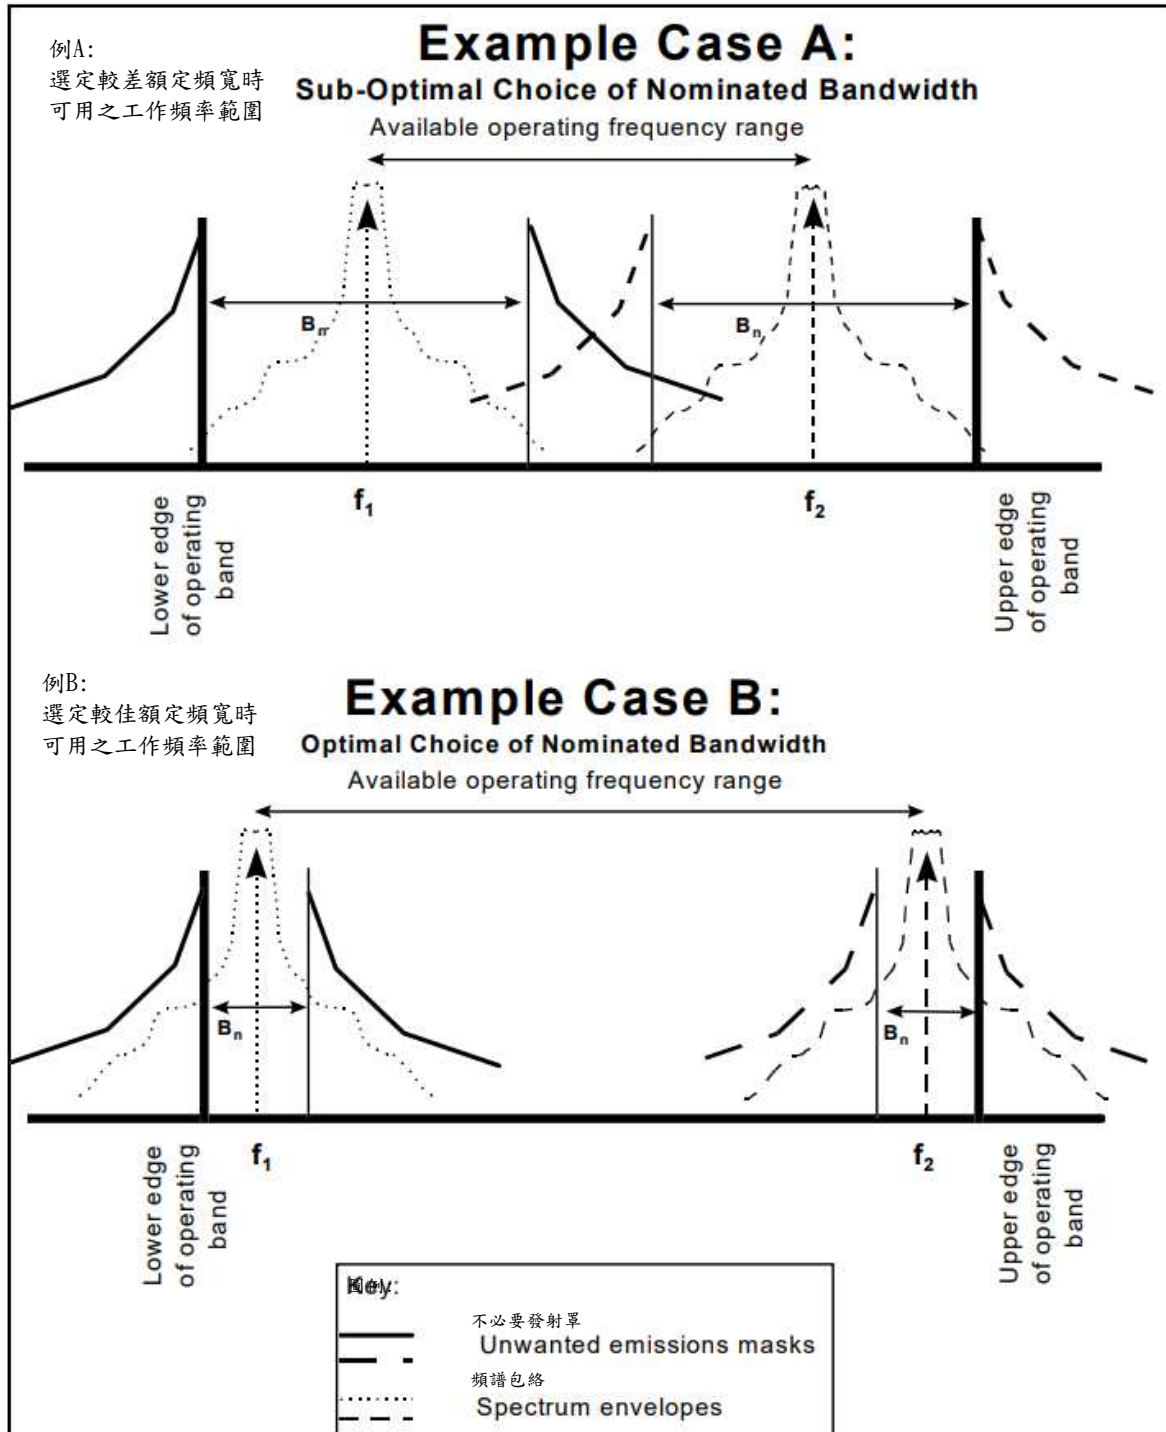 例A:
選定較差額定頻寬時
可用之工作頻率範圍
Example Case A:
Sub-Optimal Choice of Nominated Bandwidth
Available operating frequency range
Bn
Bn
f1
f2
Lower edge
of operating
band
Upper edge
of operating
band
例B:
選定較佳額定頻寬時
可用之工作頻率範圍
Example Case B:
Optimal Choice of Nominated Bandwidth
Available operating frequency range
Bn
Bn
f1
f2
Lower edge
of operating
band
Upper edge
of operating
band
Key:
圖例:
不必要發射罩
Unwanted emissions masks
頻譜包絡
Spectrum envelopes